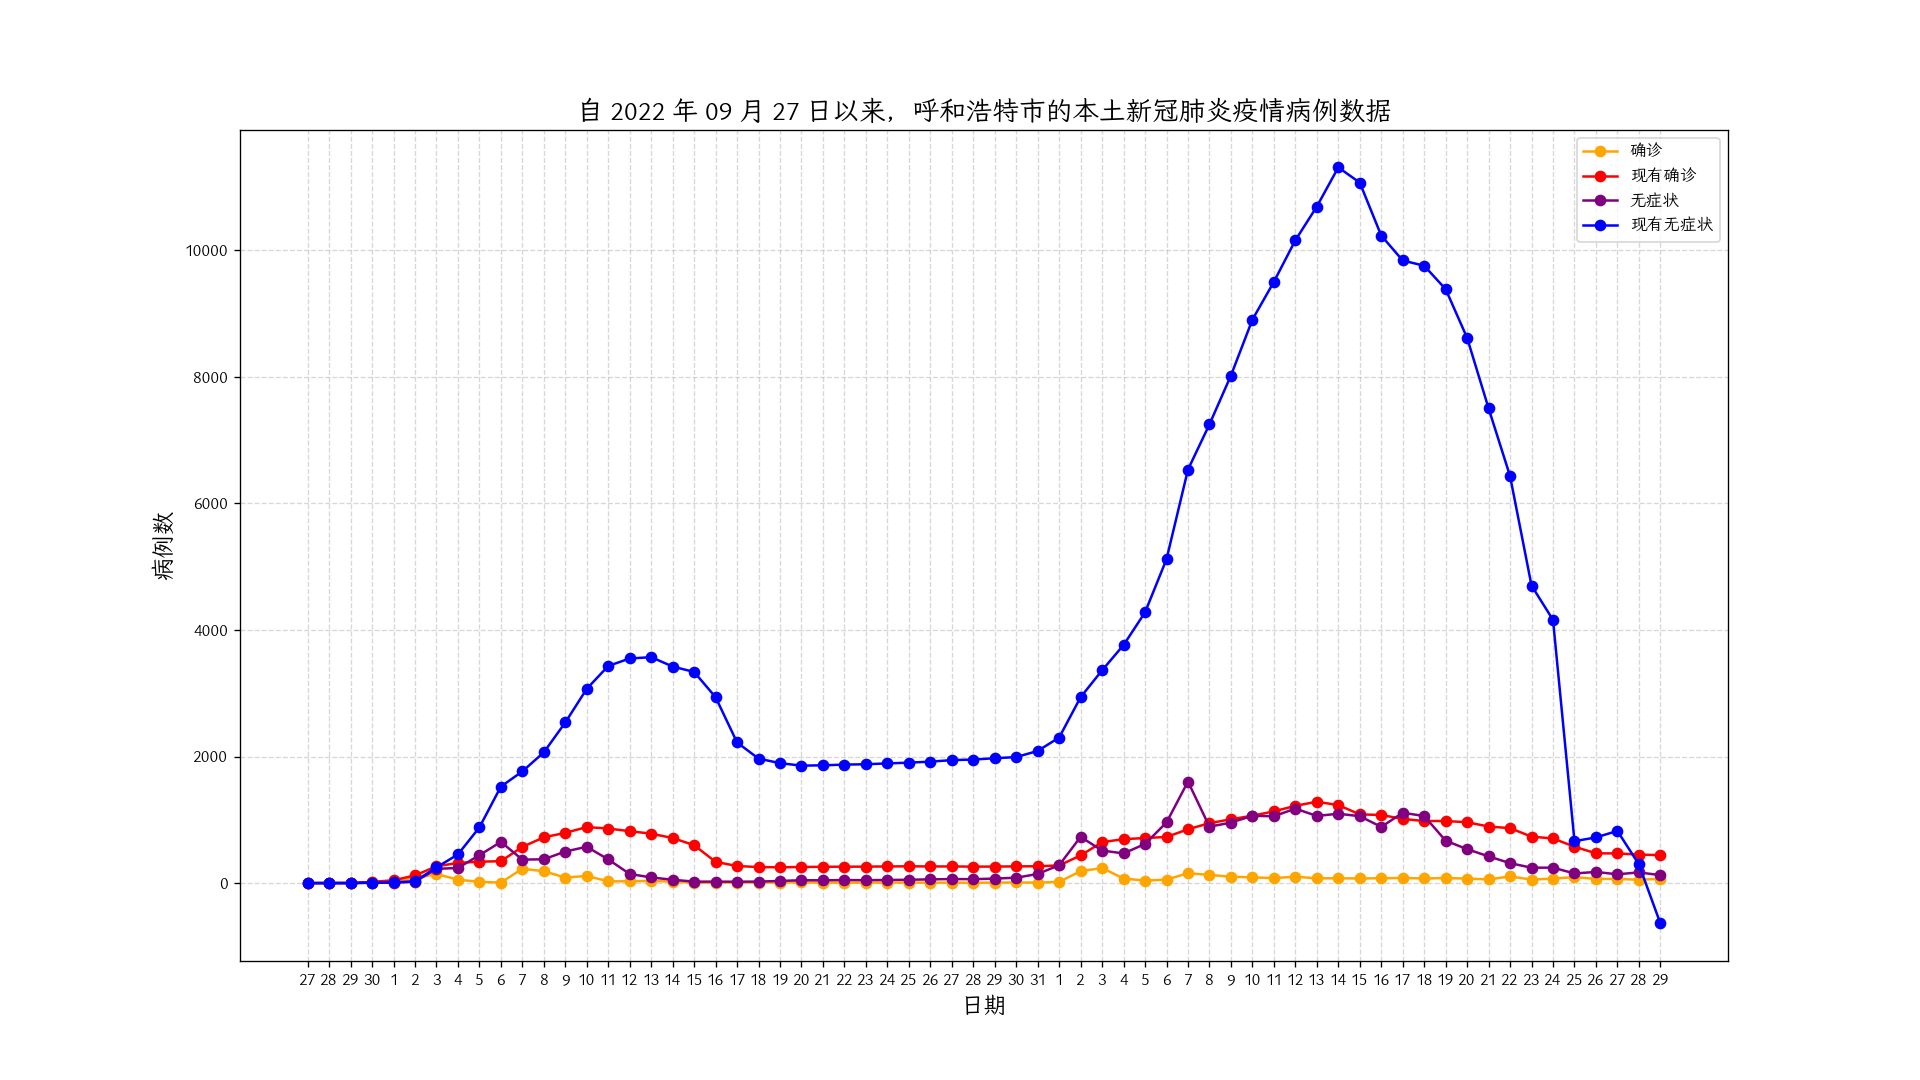 自 2022 年 09 月 27 日以来，呼和浩特市的本土新冠肺炎疫情病例数据
确诊
现有确诊
无症状
现有无症状
10000
8000
6000
4000
2000
0
病例数
27 28 29 30 1 2 3 4 5 6 7 8 9 10 11 12 13 14 15 16 17 18 19 20 21 22 23 24 25 26 27 28 29 30 31 1 2 3 4 5 6 7 8 9 10 11 12 13 14 15 16 17 18 19 20 21 22 23 24 25 26 27 28 29
日期